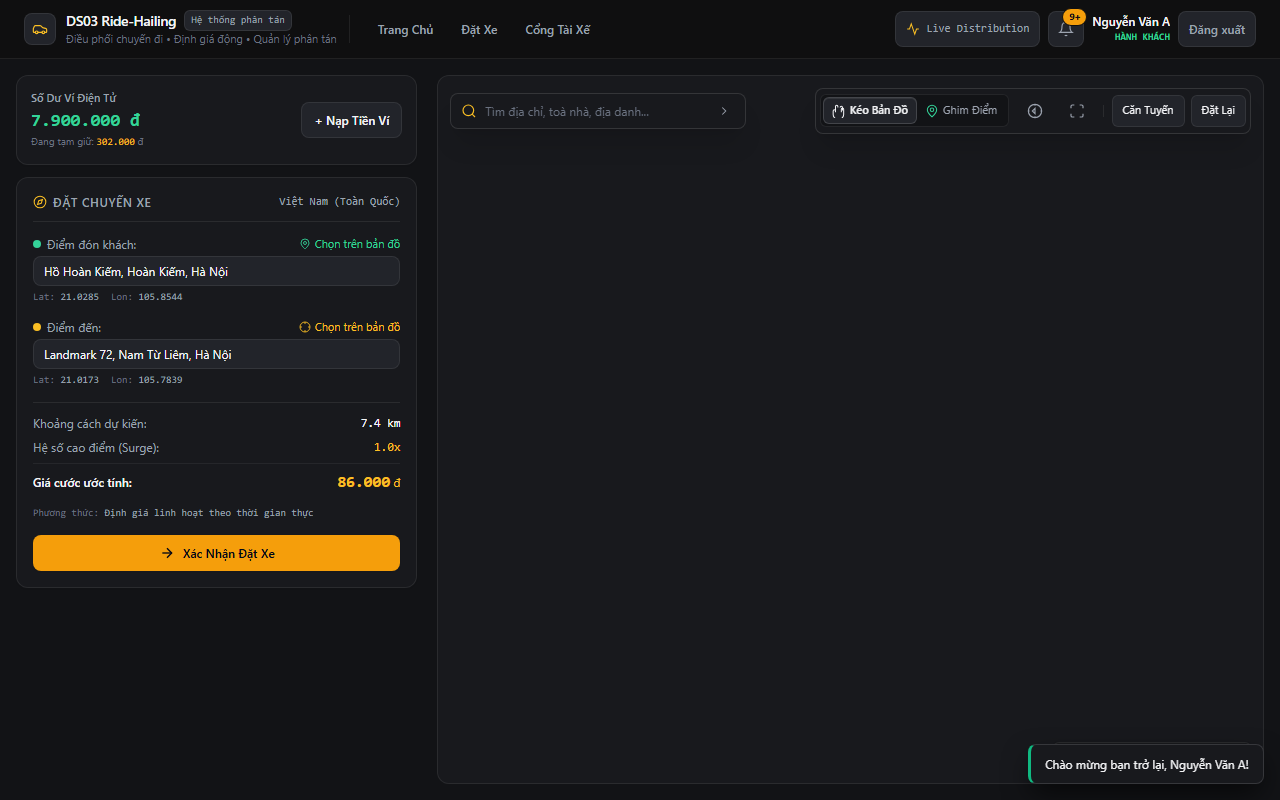 DS03 Ride-Hailing
Hệ thống phân tán
Điều phối chuyến đi • Định giá động • Quản lý phân tán
Trang Chủ
Đặt Xe
Cổng Tài Xế
Live Distribution
9+
Nguyễn Văn A
HÀNH KHÁCH
Đăng xuất
Số Dư Ví Điện Tử
7.900.000 đ
Đang tạm giữ: 302.000 đ
+ Nạp Tiền Ví
ĐẶT CHUYẾN XE
Việt Nam (Toàn Quốc)
Điểm đón khách:
Chọn trên bản đồ
Hồ Hoàn Kiếm, Hoàn Kiếm, Hà Nội
Lat: 21.0285 Lon: 105.8544
Điểm đến:
Chọn trên bản đồ
Landmark 72, Nam Từ Liêm, Hà Nội
Lat: 21.0173 Lon: 105.7839
Khoảng cách dự kiến:
7.4 km
Hệ số cao điểm (Surge):
1.0x
Giá cước ước tính:
86.000 đ
Phương thức: Định giá linh hoạt theo thời gian thực
Xác Nhận Đặt Xe
Tìm địa chỉ, toà nhà, địa danh...
Kéo Bản Đồ
Ghim Điểm
Căn Tuyến
Đặt Lại
Chào mừng bạn trở lại, Nguyễn Văn A!